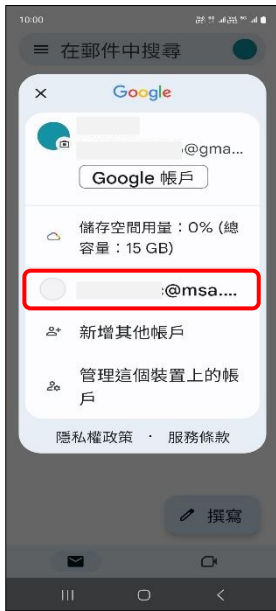 10:00
在郵件中搜尋
Google
@gma...
Google 帳戶
儲存空間用量：0% (總
容量：15 GB)
@msa....
新增其他帳戶
管理這個裝置上的帳
戶
隱私權政策 · 服務條款
撰寫